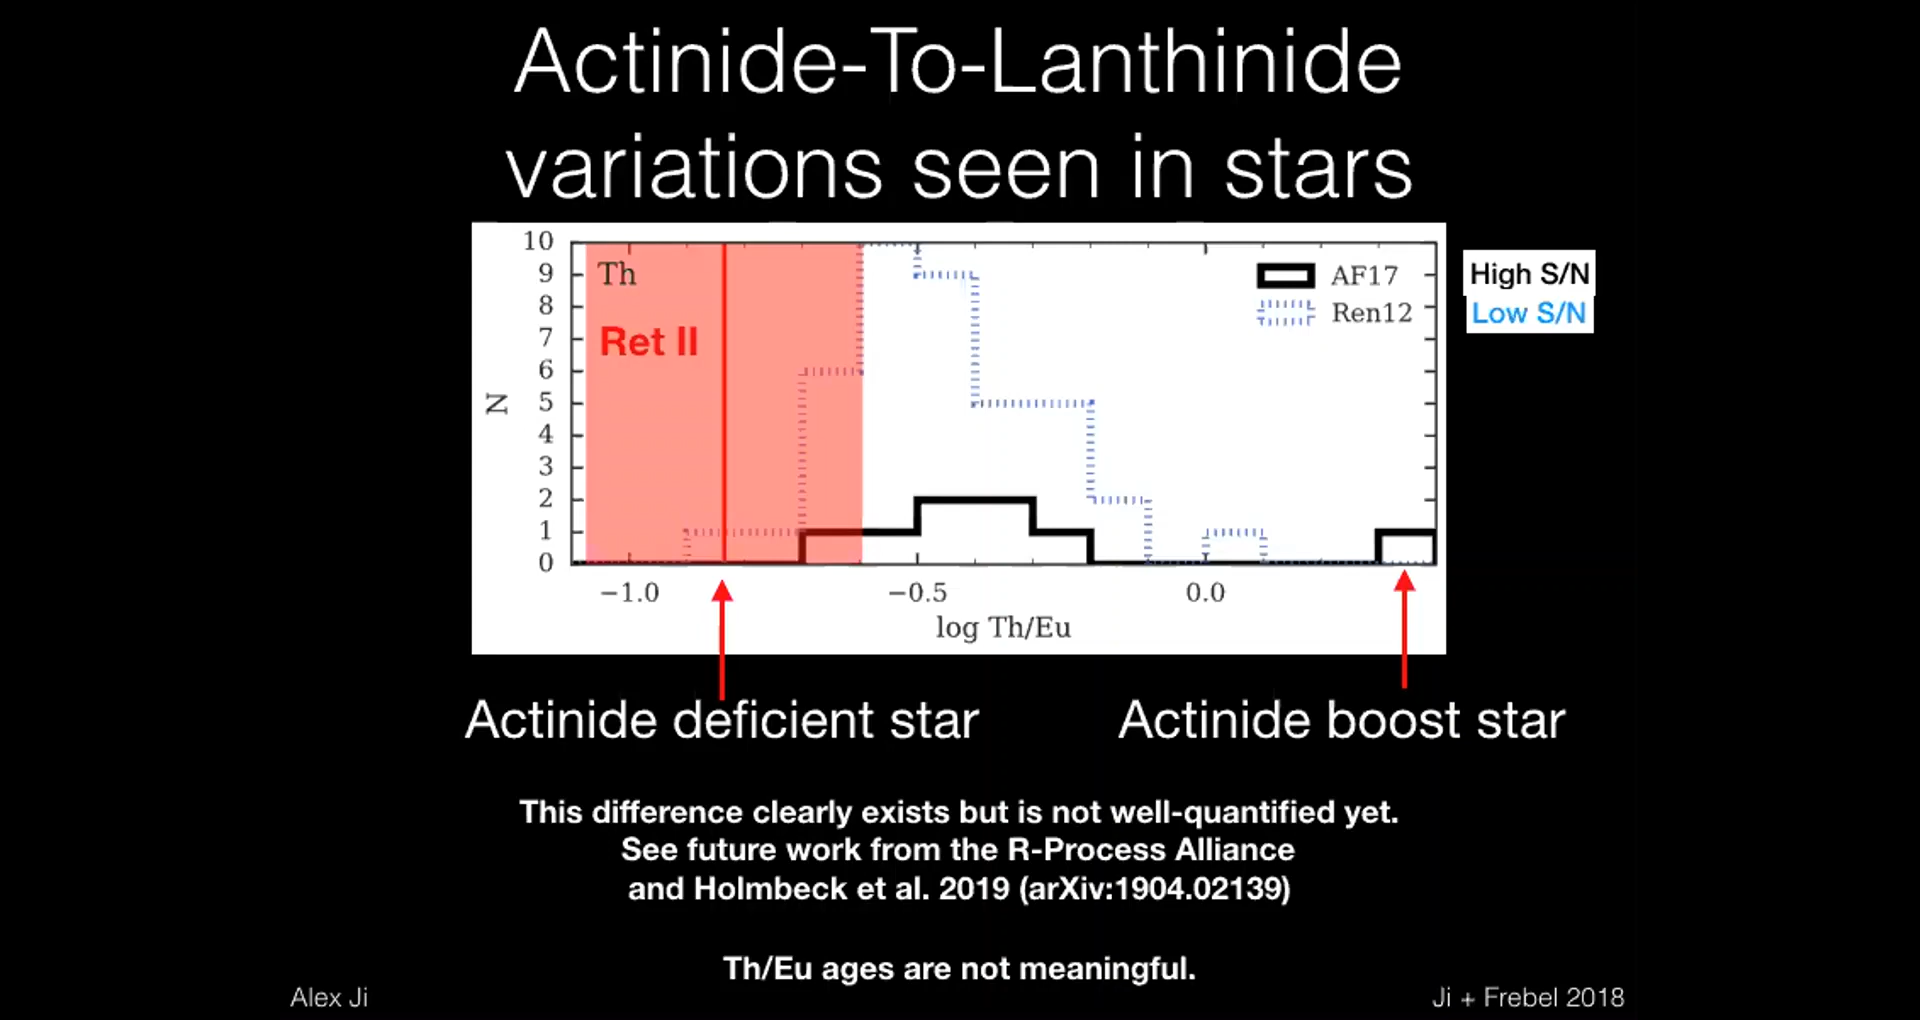 Actinide-To-Lanthinide
variations seen in stars
10
9
8
7
6
5
4
3
2
1
0
N
Th
Ret II
AF17
Ren12
High S/N
Low S/N
−1.0
−0.5
0.0
log Th/Eu
Actinide deficient star
Actinide boost star
This difference clearly exists but is not well-quantified yet.
See future work from the R-Process Alliance
and Holmbeck et al. 2019 (arXiv:1904.02139)
Th/Eu ages are not meaningful.
Alex Ji
Ji + Frebel 2018